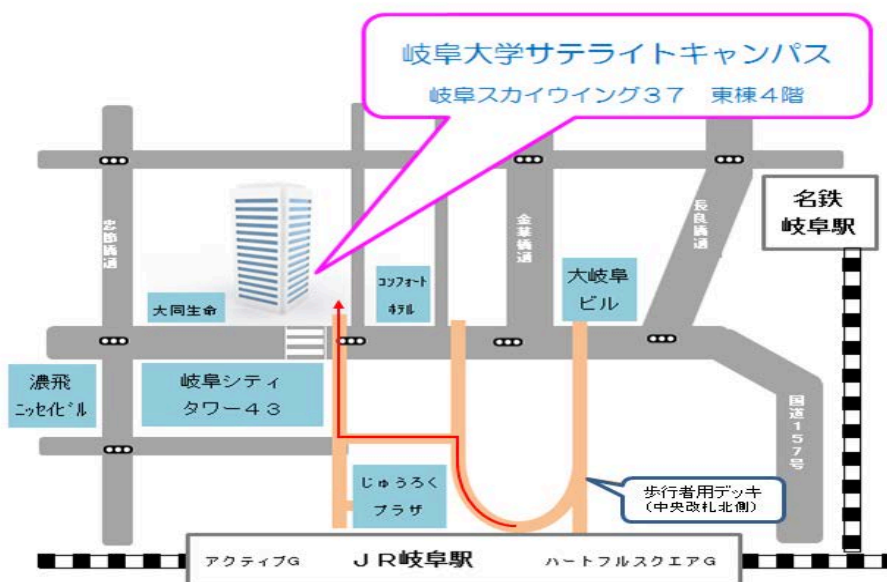 岐阜大学サテライトキャンパス
岐阜スカイウイング37 東棟4階
名鉄
岐阜駅
忠節橋通
金華橋通
長良橋通
大同生命
コンフォート
ホテル
大岐阜
ビル
濃飛
ニッセイビル
岐阜シティ
タワー43
国道157号
じゅうろく
プラザ
歩行者用デッキ
(中央改札北側)
アクティブG JR岐阜駅 ハートフルスクエアG